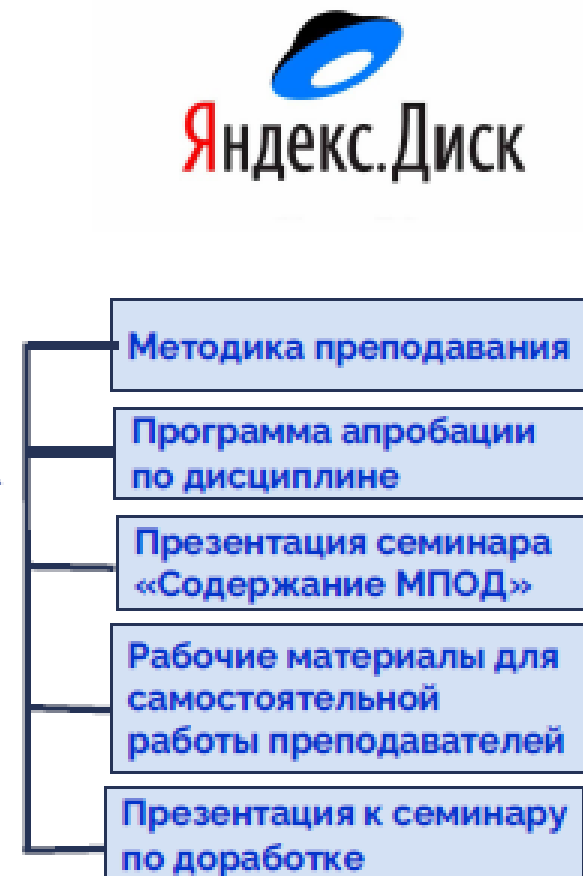 Яндекс.Диск
Методика преподавания
Программа апробации
по дисциплине
Презентация семинара
«Содержание МПОД»
Рабочие материалы для
самостоятельной
работы преподавателей
Презентация к семинару
по доработке